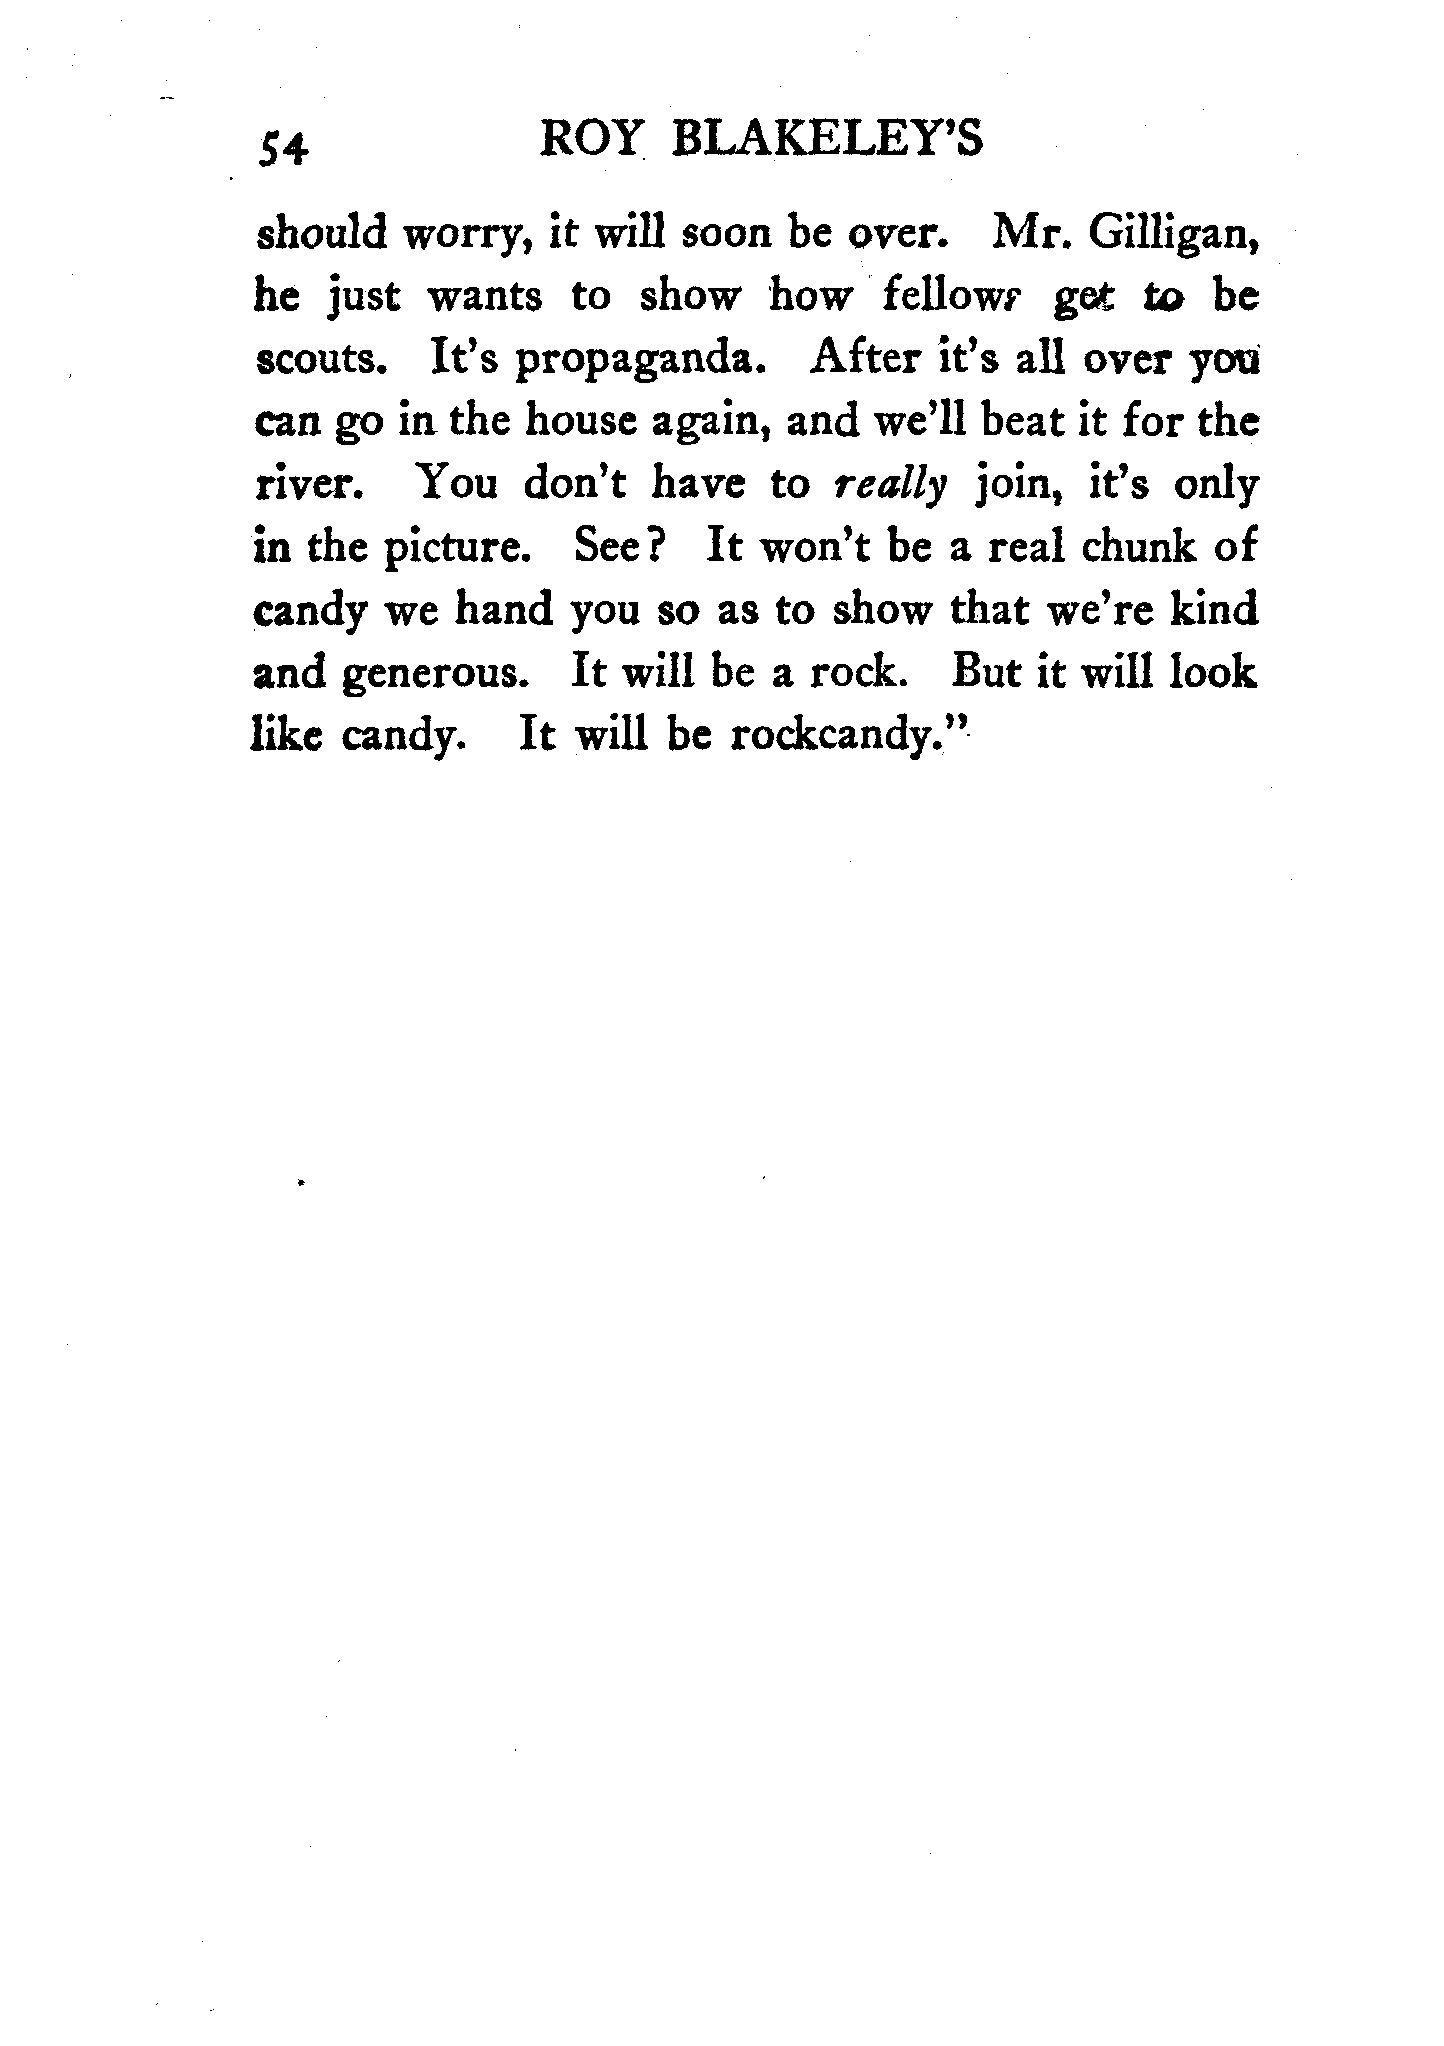 54 ROY BLAKELEY'S
should worry, it will soon be over. Mr. Gilligan,
he just wants to show how fellows get to be
scouts. It's propaganda. After it's all over you
can go in the house again, and we'll beat it for the
river. You don't have to really join, it's only
in the picture. See? It won't be a real chunk of
candy we hand you so as to show that we're kind
and generous. It will be a rock. But it will look
like candy. It will be rockcandy."